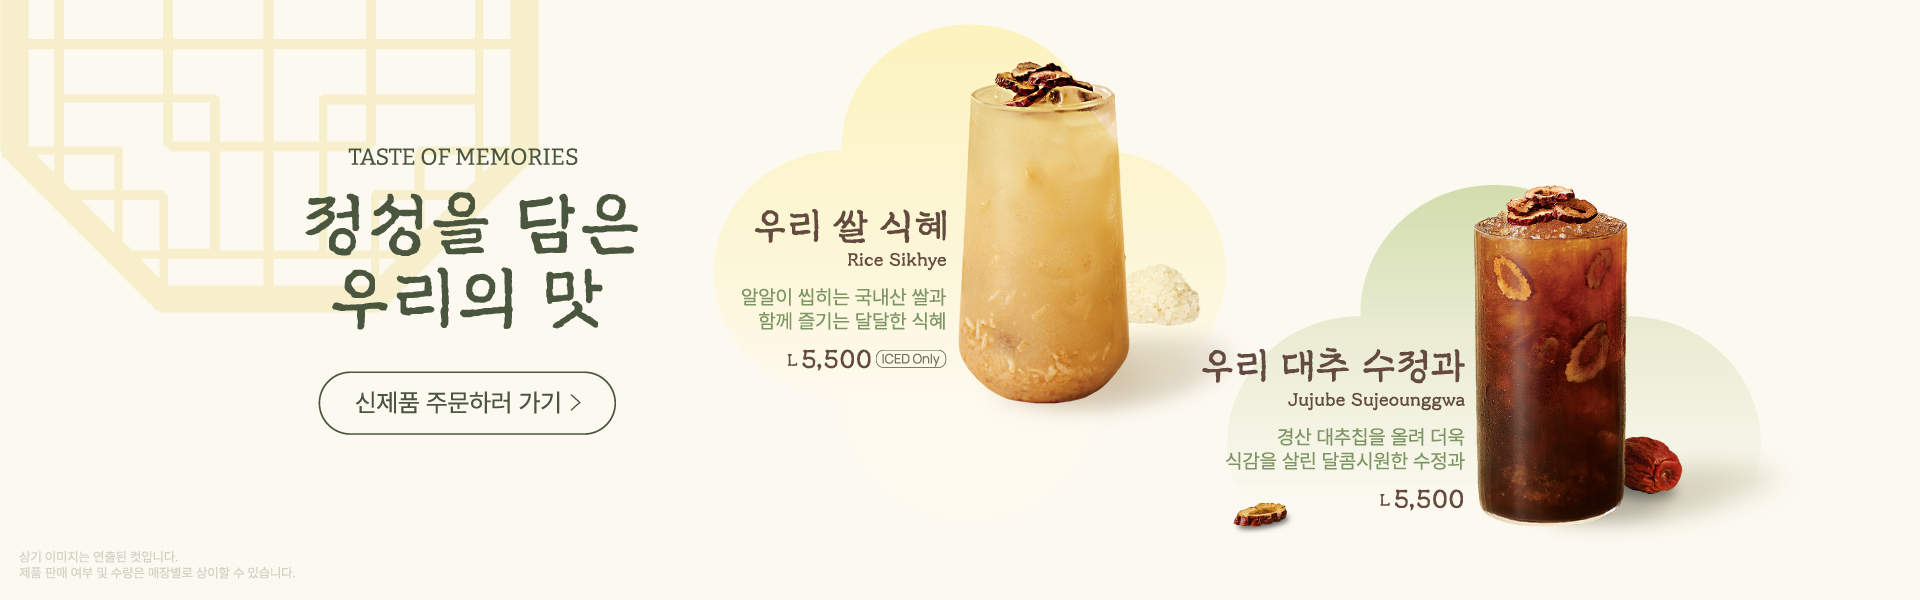 TASTE OF MEMORIES
정성을 담은
우리의 맛
신제품 주문하러 가기 >
우리 쌀 식혜
Rice Sikhye
알알이 씹히는 국내산 쌀과
함께 즐기는 달달한 식혜
L 5,500 ICED Only
우리 대추 수정과
Jujube Sujeounggwa
경산 대추칩을 올려 더욱
식감을 살린 달콤시원한 수정과
L 5,500
상기 이미지는 연출된 컷입니다.
제품 판매 여부 및 수량은 매장별로 상이할 수 있습니다.